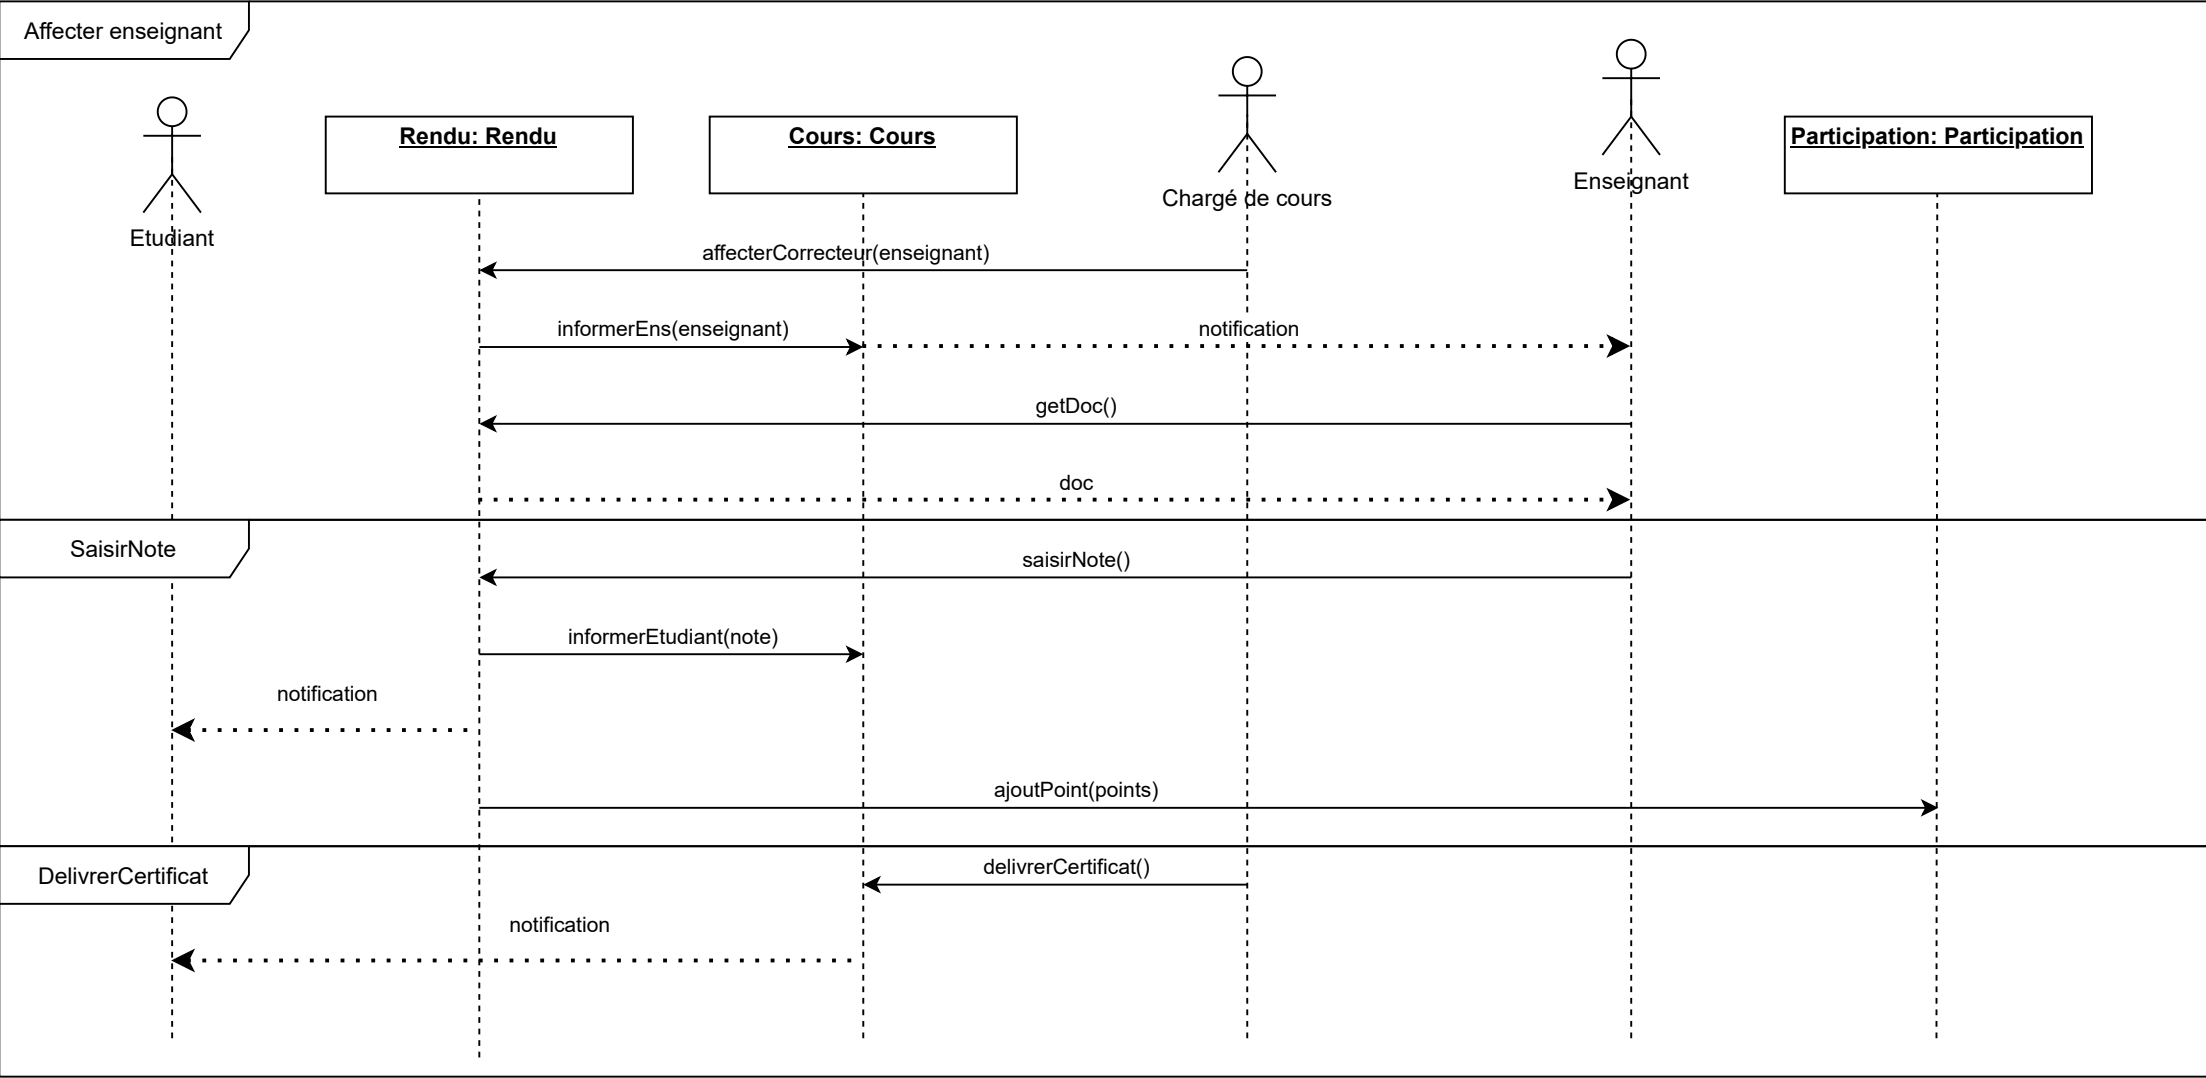 Affecter enseignant
Etudiant
Rendu: Rendu
Cours: Cours
Chargé de cours
Enseignant
Participation: Participation
affecterCorrecteur(enseignant)
informerEns(enseignant)
notification
getDoc()
doc
SaisirNote
saisirNote()
informerEtudiant(note)
notification
ajoutPoint(points)
DelivrerCertificat
delivrerCertificat()
notification